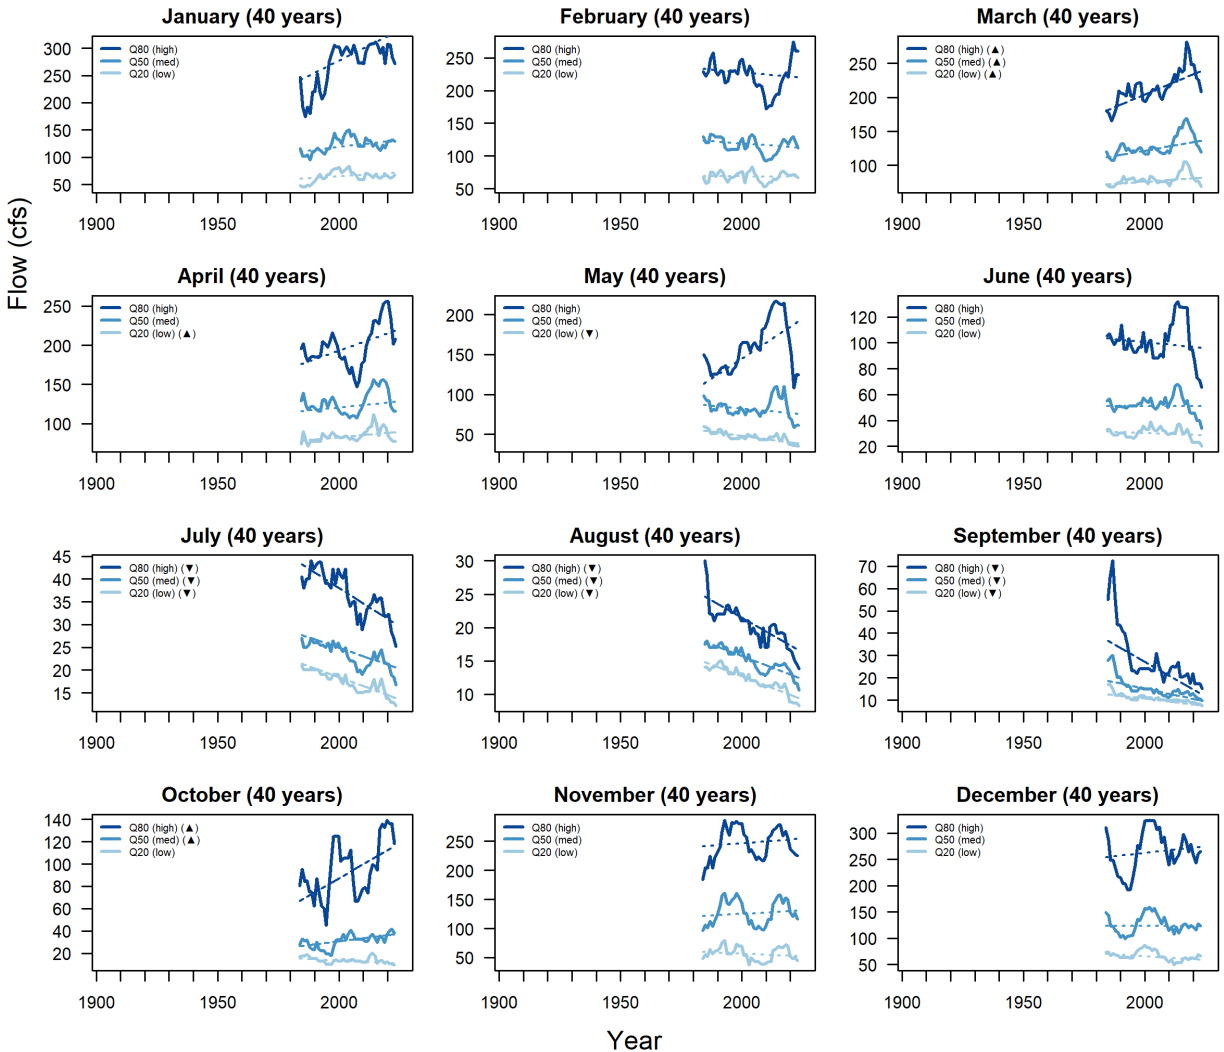 January (40 years)
Q80 (high)
Q50 (med)
Q20 (low)
300
250
200
150
100
50
1900
1950
2000
February (40 years)
Q80 (high)
Q50 (med)
Q20 (low)
250
200
150
100
50
1900
1950
2000
March (40 years)
Q80 (high) (▲)
Q50 (med) (▲)
Q20 (low) (▲)
250
200
150
100
1900
1950
2000
Flow (cfs)
April (40 years)
Q80 (high)
Q50 (med)
Q20 (low) (▲)
250
200
150
100
1900
1950
2000
May (40 years)
Q80 (high)
Q50 (med)
Q20 (low) (▼)
200
150
100
50
1900
1950
2000
June (40 years)
Q80 (high)
Q50 (med)
Q20 (low)
120
100
80
60
40
20
1900
1950
2000
July (40 years)
Q80 (high) (▼)
Q50 (med) (▼)
Q20 (low) (▼)
45
40
35
30
25
20
15
1900
1950
2000
August (40 years)
Q80 (high) (▼)
Q50 (med) (▼)
Q20 (low) (▼)
30
25
20
15
10
1900
1950
2000
September (40 years)
Q80 (high) (▼)
Q50 (med) (▼)
Q20 (low) (▼)
70
60
50
40
30
20
10
1900
1950
2000
October (40 years)
Q80 (high) (▲)
Q50 (med) (▲)
Q20 (low)
140
120
100
80
60
40
20
1900
1950
2000
November (40 years)
Q80 (high)
Q50 (med)
Q20 (low)
250
200
150
100
50
1900
1950
2000
December (40 years)
Q80 (high)
Q50 (med)
Q20 (low)
300
250
200
150
100
50
1900
1950
2000
Year